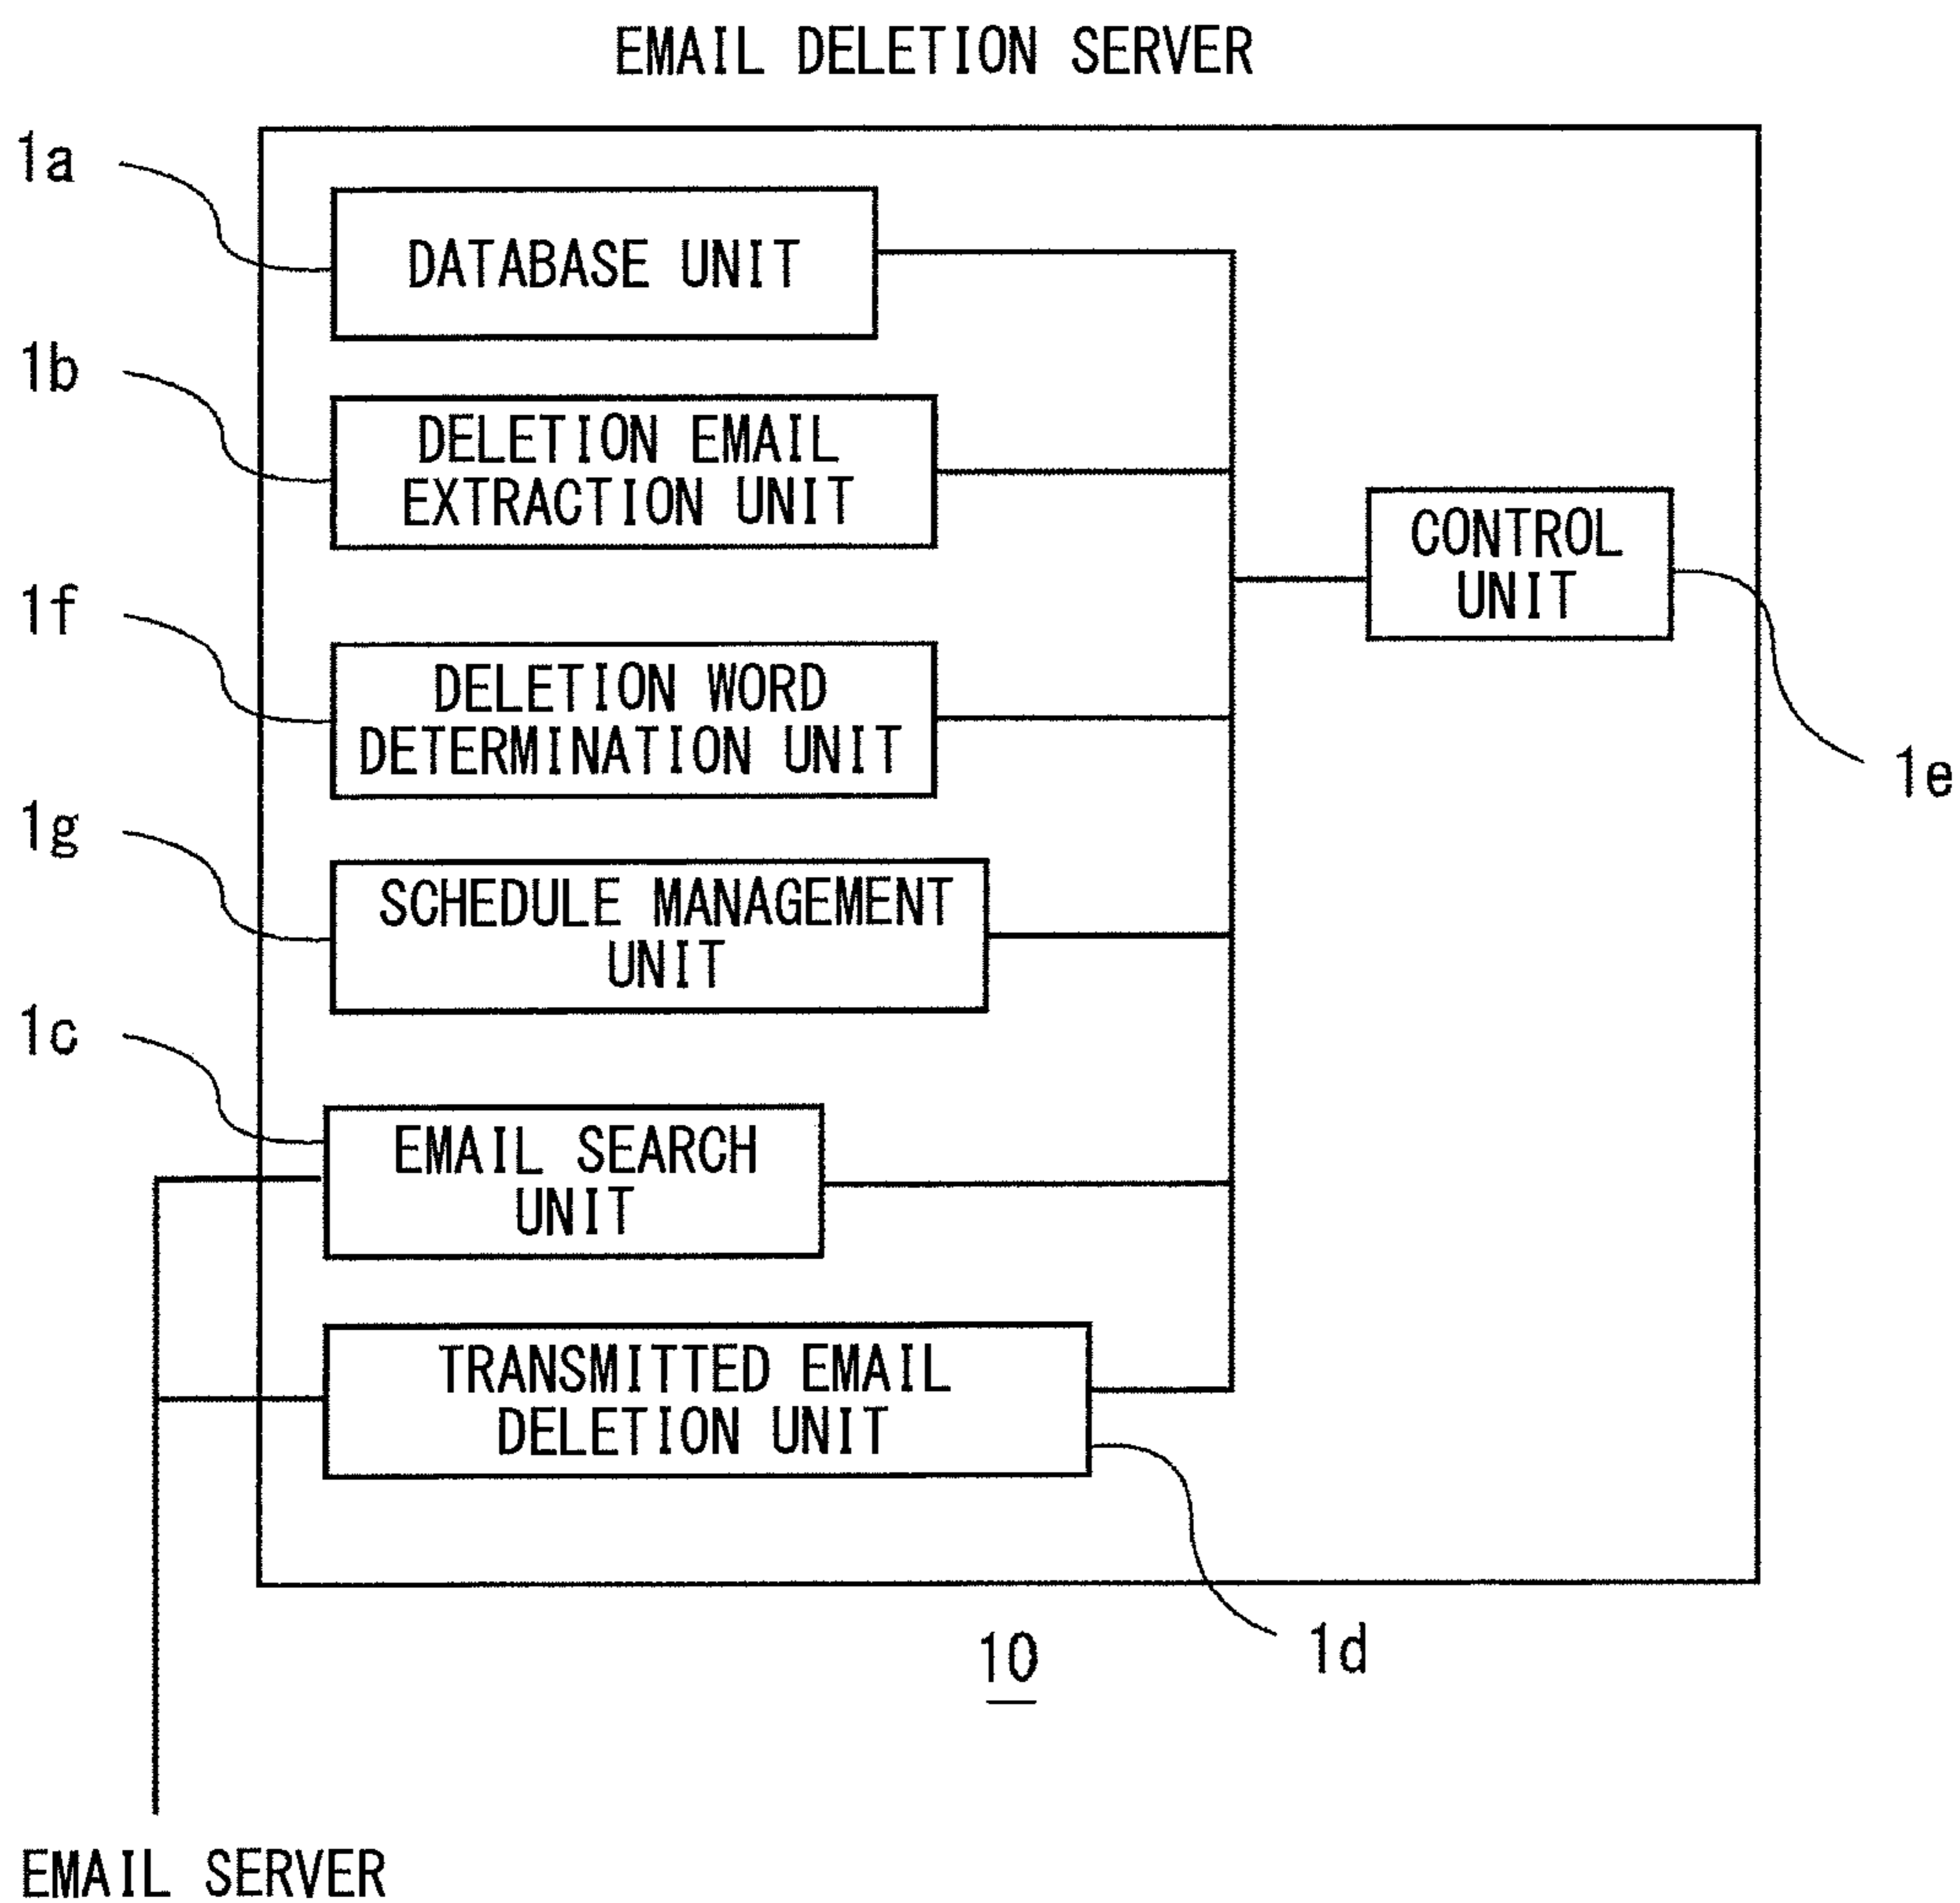 EMAIL DELETION SERVER
1a
DATABASE UNIT
1b
DELETION EMAIL
EXTRACTION UNIT
CONTROL
UNIT
1f
DELETION WORD
DETERMINATION UNIT
1e
1g
SCHEDULE MANAGEMENT
UNIT
1c
EMAIL SEARCH
UNIT
TRANSMITTED EMAIL
DELETION UNIT
1d
10
EMAIL SERVER